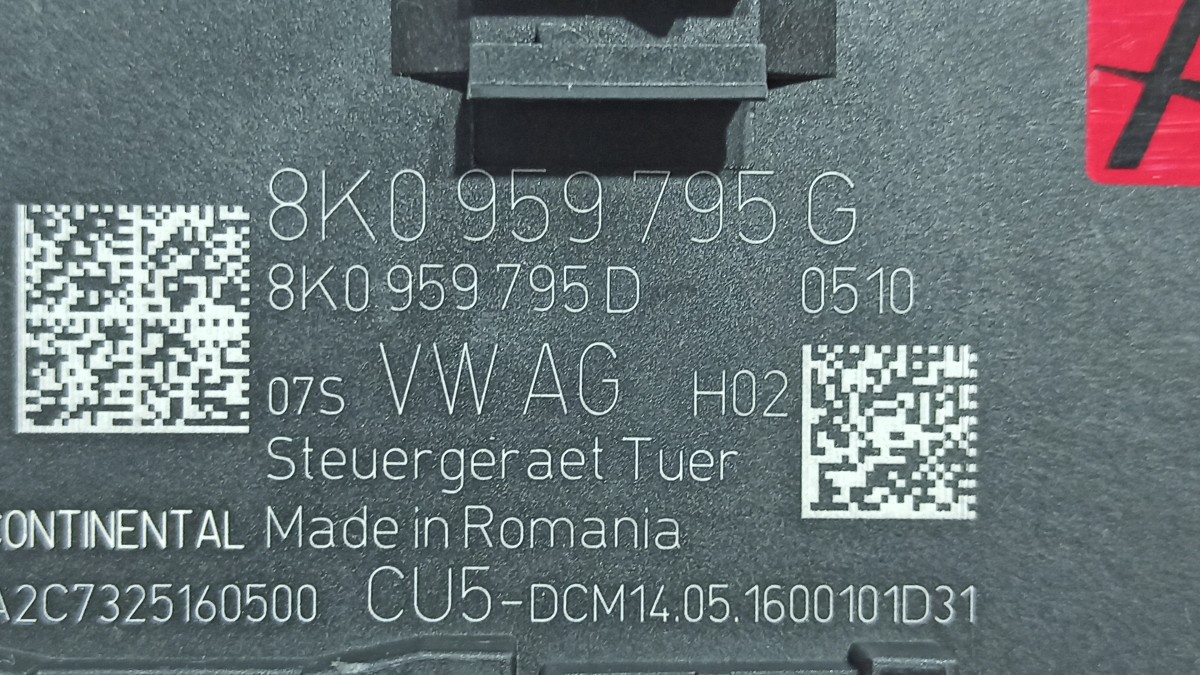 8K0 959 795 G
8K0 959 795 D 0510
07S VW AG H02
Steuergeraet Tuer
CONTINENTAL Made in Romania
A2C7325160500 CU5-DCM14.05.1600101D31